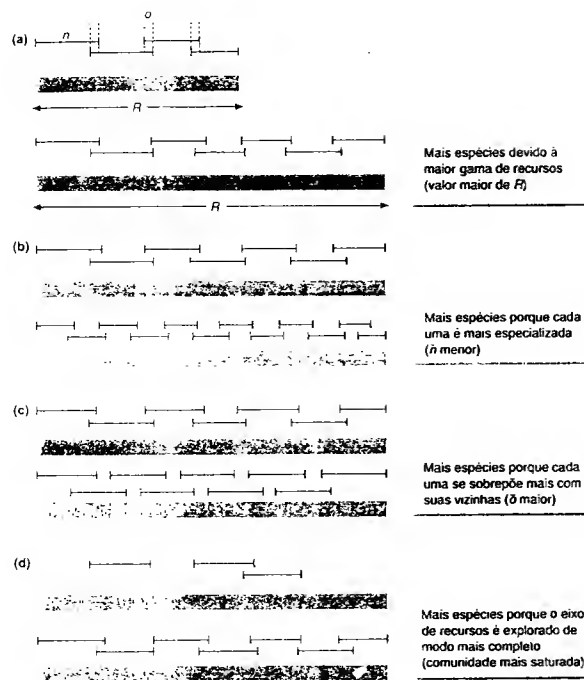 o
(a)
n
R
Mais espécies devido à
maior gama de recursos
(valor maior de R)
R
(b)
Mais espécies porque cada
uma é mais especializada
(n̄ menor)
(c)
Mais espécies porque cada
uma se sobrepõe mais com
suas vizinhas (ō maior)
(d)
Mais espécies porque o eixo
de recursos é explorado de
modo mais completo
(comunidade mais saturada)